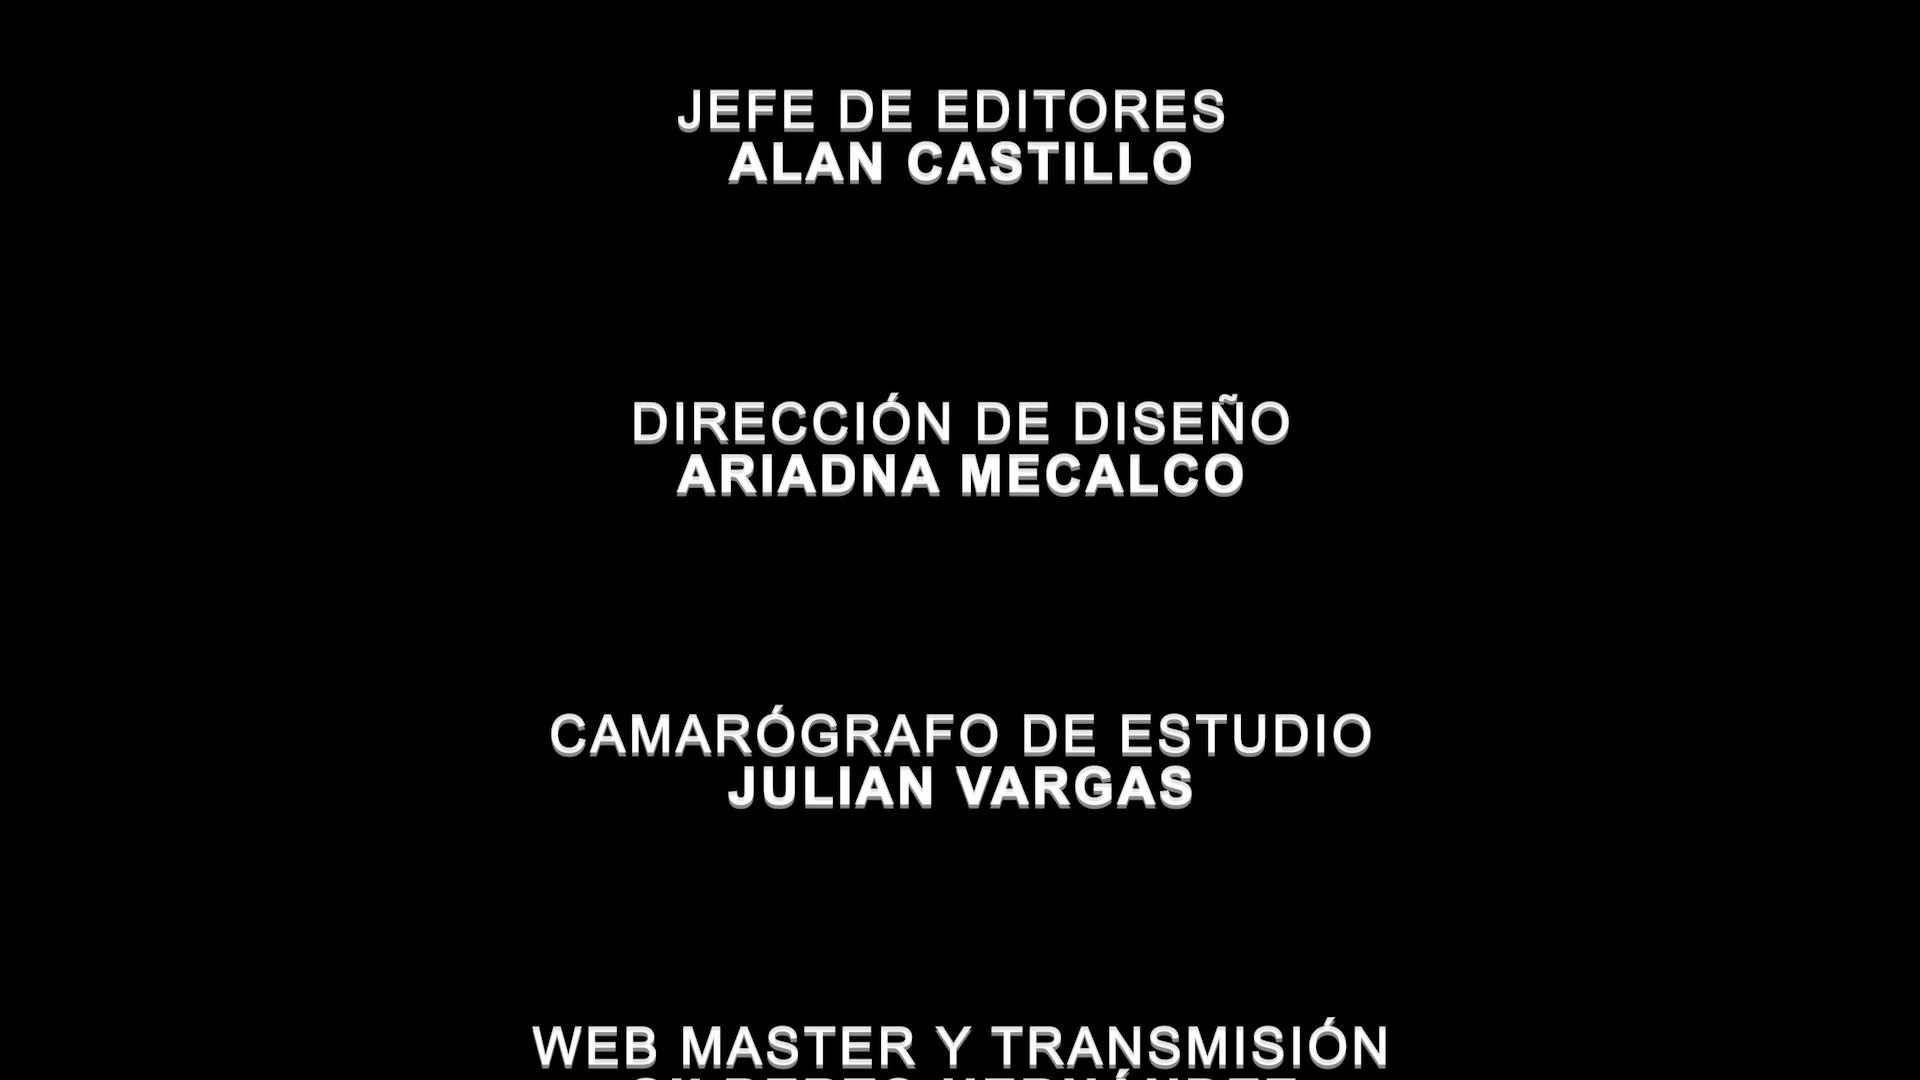 JEFE DE EDITORES
ALAN CASTILLO
DIRECCIÓN DE DISEÑO
ARIADNA MECALCO
CAMARÓGRAFO DE ESTUDIO
JULIAN VARGAS
WEB MASTER Y TRANSMISIÓN